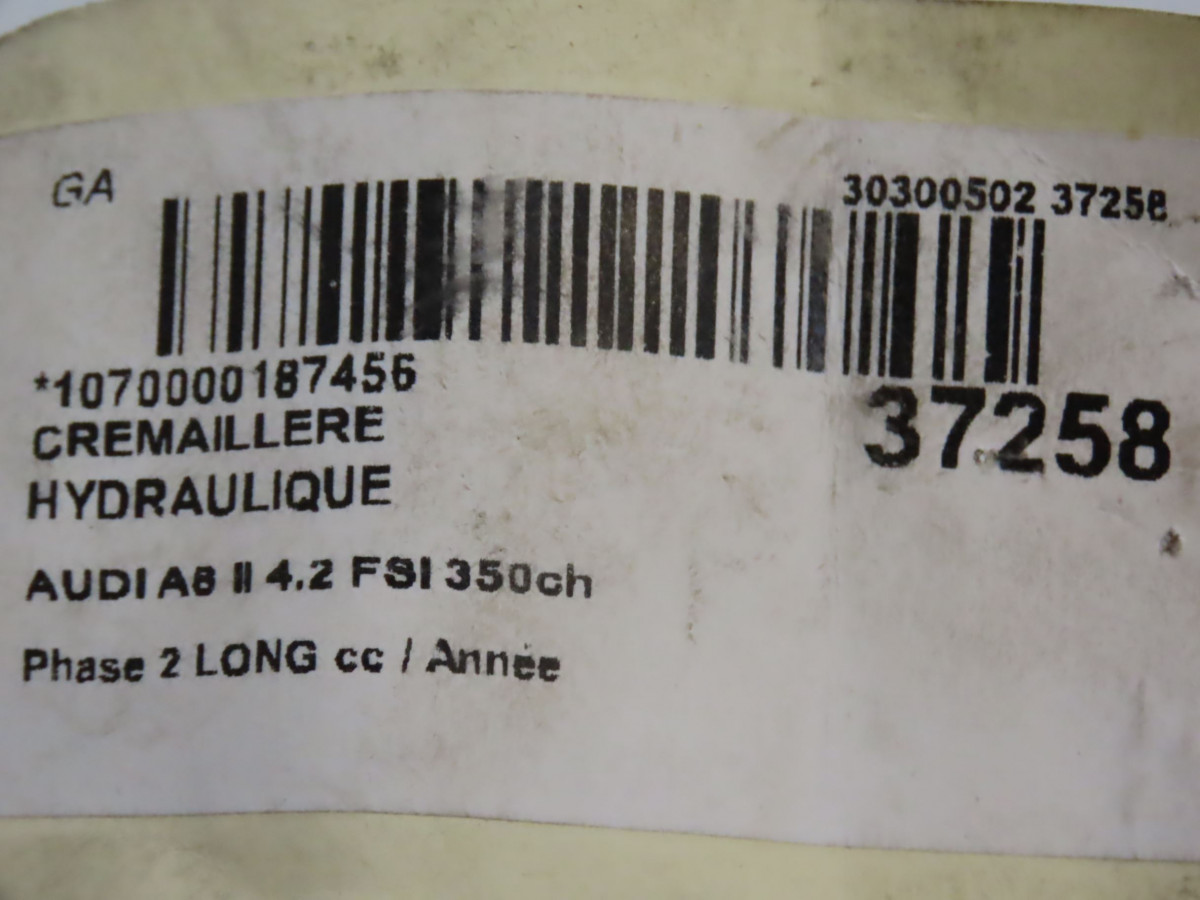 GA
30300502 37258
*1070000187456
37258
CREMAILLERE
HYDRAULIQUE
AUDI A8 II 4.2 FSI 350ch
Phase 2 LONG cc / Année